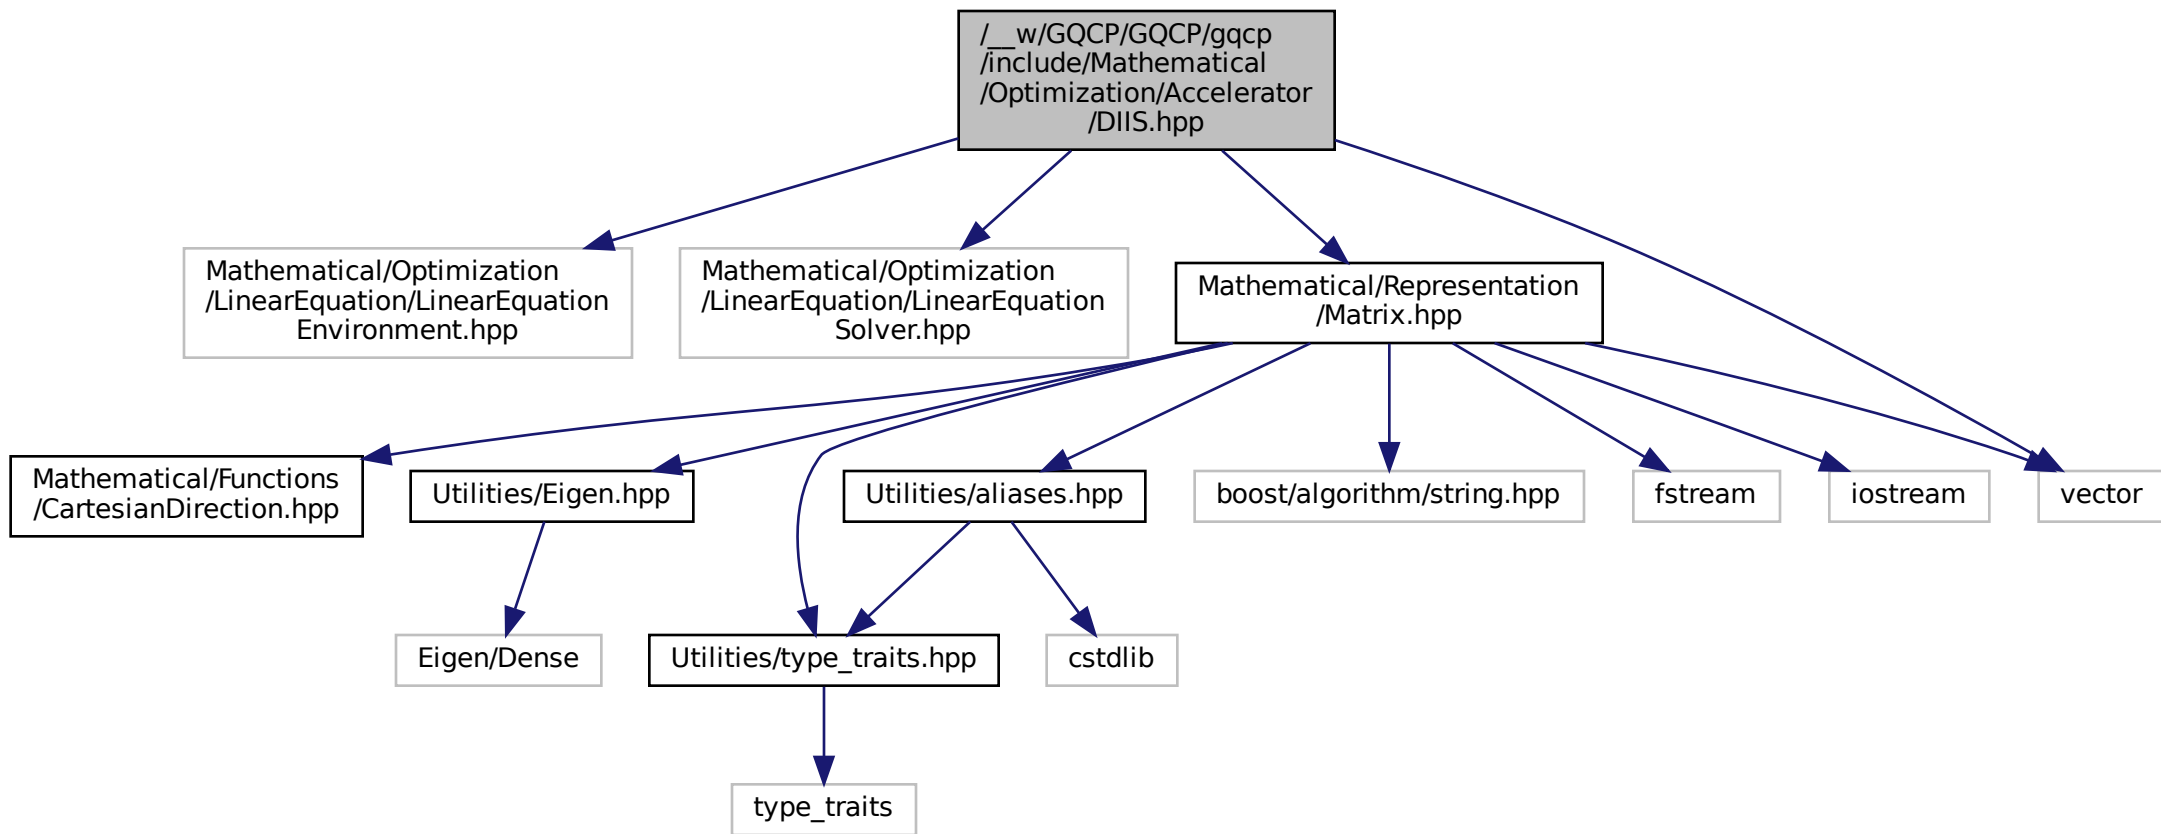 /__w/GQCP/GQCP/gqcp
/include/Mathematical
/Optimization/Accelerator
/DIIS.hpp
Mathematical/Optimization
/LinearEquation/LinearEquation
Environment.hpp
Mathematical/Optimization
/LinearEquation/LinearEquation
Solver.hpp
Mathematical/Representation
/Matrix.hpp
Mathematical/Functions
/CartesianDirection.hpp
Utilities/Eigen.hpp
Utilities/aliases.hpp
boost/algorithm/string.hpp
fstream
iostream
vector
Eigen/Dense
Utilities/type_traits.hpp
cstdlib
type_traits